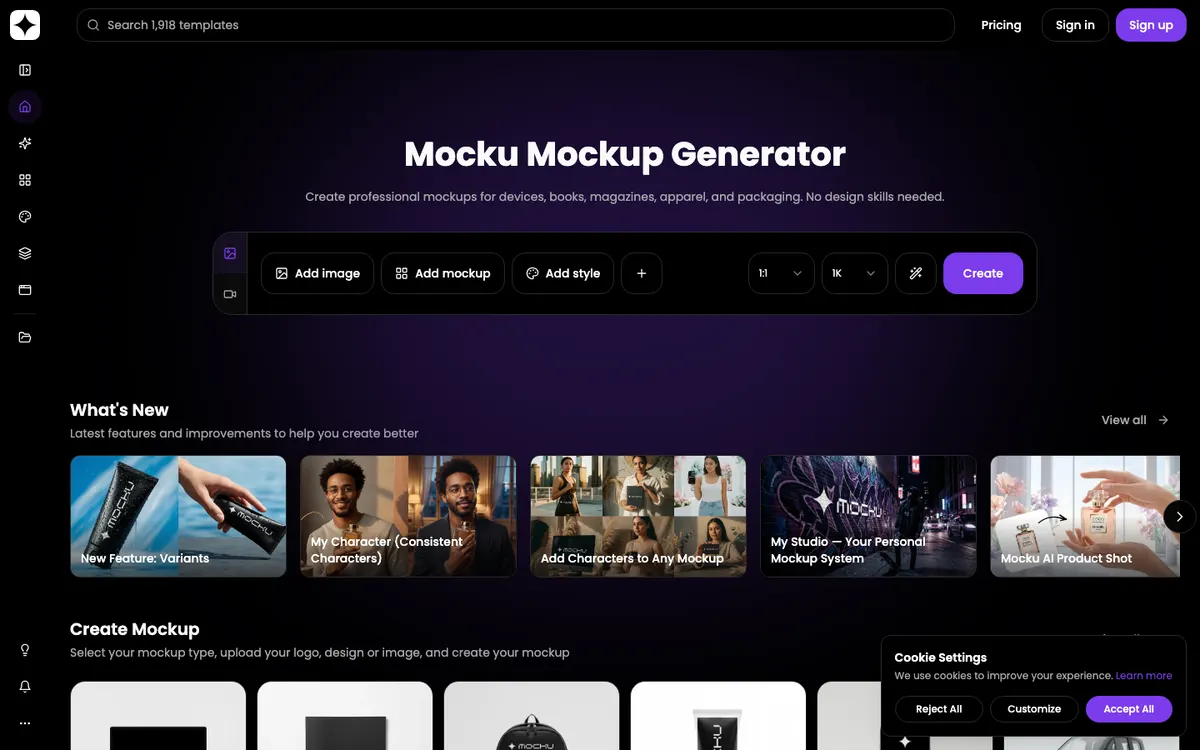 Search 1,918 templates
Pricing
Sign in
Sign up
Mocku Mockup Generator
Create professional mockups for devices, books, magazines, apparel, and packaging. No design skills needed.
Add image
Add mockup
Add style
1:1
1K
Create
What's New
Latest features and improvements to help you create better
View all
MOCKU
MOCKU
New Feature: Variants
My Character (Consistent
Characters)
Add Characters to Any Mockup
MOCKU
My Studio — Your Personal
Mockup System
Mocku AI Product Shot
Create Mockup
Select your mockup type, upload your logo, design or image, and create your mockup
MOCKU
MOCKU
Cookie Settings
We use cookies to improve your experience. Learn more
Reject All
Customize
Accept All